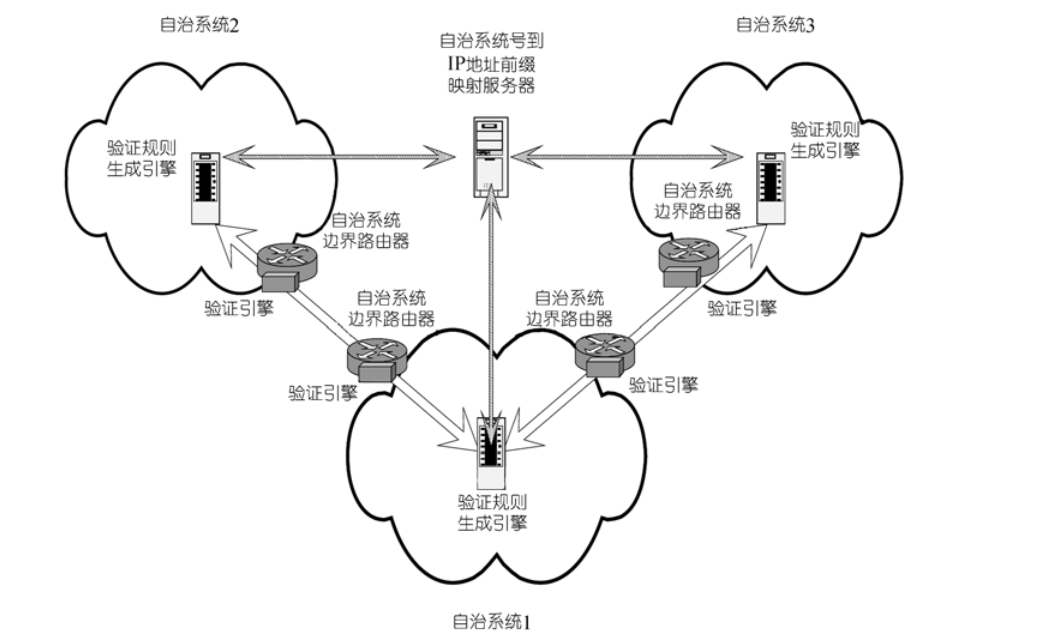 自治系统2
自治系统3
自治系统号到
IP地址前缀
映射服务器
验证规则
生成引擎
验证规则
生成引擎
自治系统
边界路由器
自治系统
边界路由器
验证引擎
自治系统
边界路由器
自治系统
边界路由器
验证引擎
验证引擎
验证引擎
验证规则
生成引擎
自治系统1